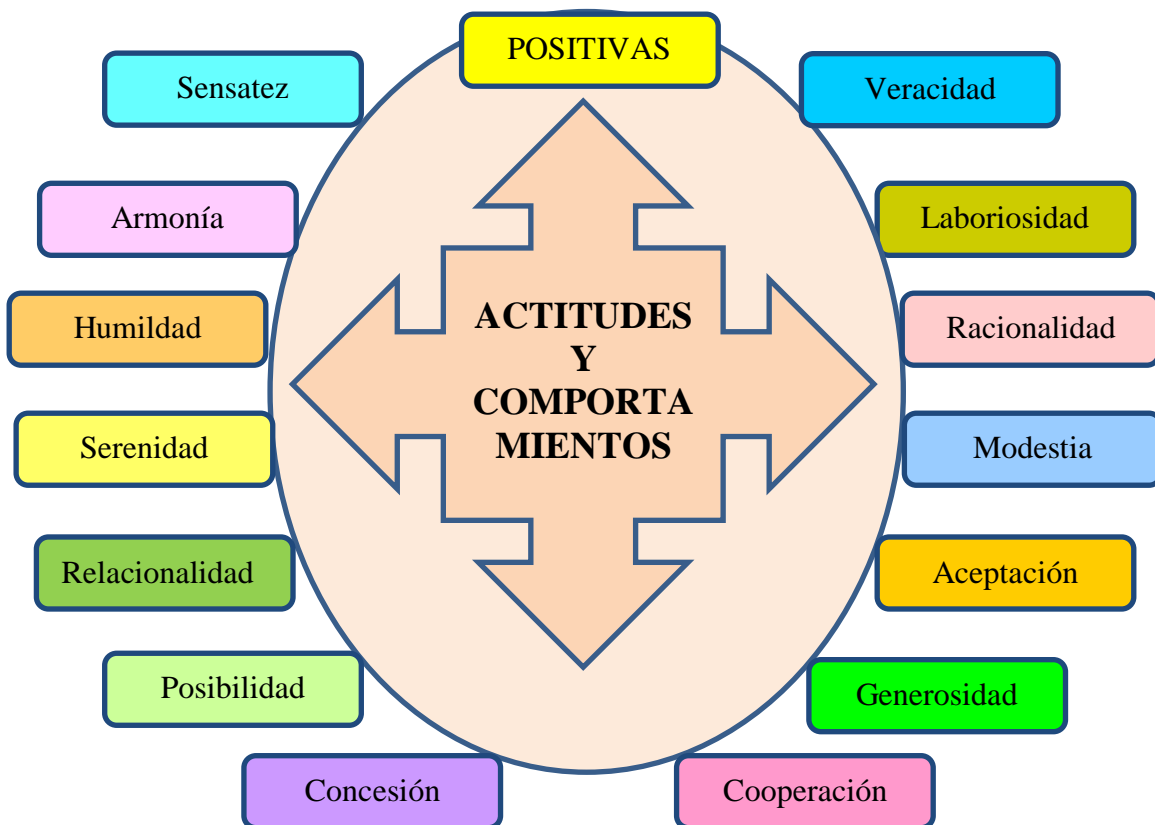 POSITIVAS
Sensatez
Veracidad
Armonía
Laboriosidad
Humildad
ACTITUDES
Y
COMPORTA
MIENTOS
Racionalidad
Serenidad
Modestia
Relacionalidad
Aceptación
Posibilidad
Generosidad
Concesión
Cooperación